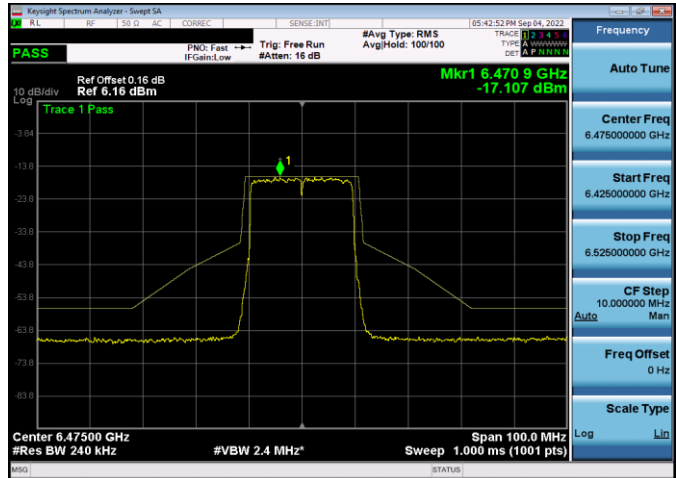 Keysight Spectrum Analyzer - Swept SA
RL RF 50 Ω AC CORREC SENSE:INT 05:42:52 PM Sep 04, 2022
#Avg Type: RMS
TRACE 1 2 3 4 5 6
PNO: Fast Trig: Free Run Avg|Hold: 100/100
TYPE A WWWWW
IFGain:Low #Atten: 16 dB
DET A P N N N N
PASS
Mkr1 6.470 9 GHz
-17.107 dBm
Ref Offset 0.16 dB
10 dB/div Ref 6.16 dBm
Log
Trace 1 Pass
1
-3.84
-13.8
-23.8
-33.8
-43.8
-53.8
-63.8
-73.8
-83.8
Center 6.47500 GHz Span 100.0 MHz
#Res BW 240 kHz #VBW 2.4 MHz* Sweep 1.000 ms (1001 pts)
MSG STATUS
Frequency
Auto Tune
Center Freq
6.475000000 GHz
Start Freq
6.425000000 GHz
Stop Freq
6.525000000 GHz
CF Step
10.000000 MHz
Auto Man
Freq Offset
0 Hz
Scale Type
Log Lin